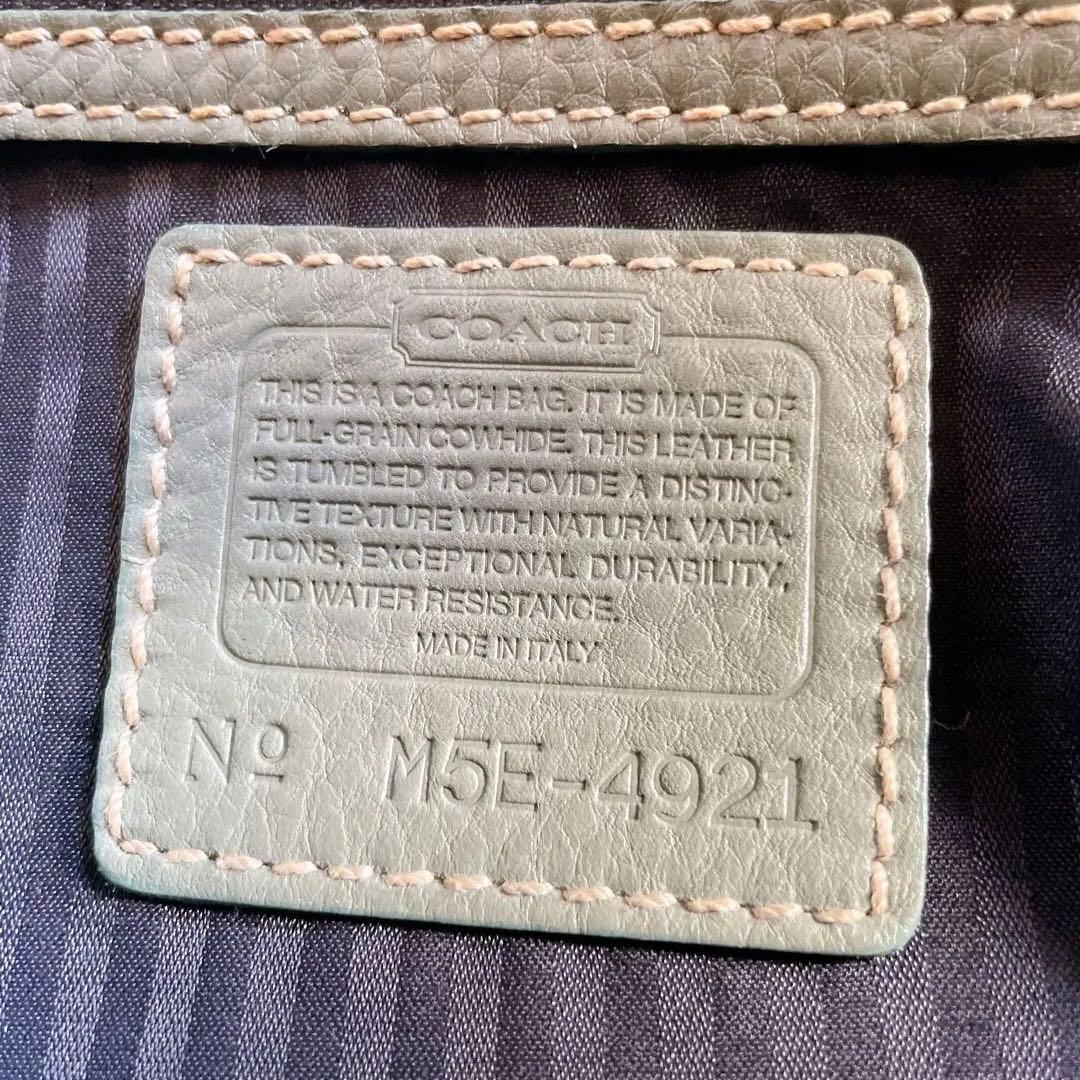 COACH
THIS IS A COACH BAG. IT IS MADE OF
FULL-GRAIN COWHIDE. THIS LEATHER
IS TUMBLED TO PROVIDE A DISTINC-
TIVE TEXTURE WITH NATURAL VARIA-
TIONS, EXCEPTIONAL DURABILITY,
AND WATER RESISTANCE.
MADE IN ITALY
Nº M5E-4921